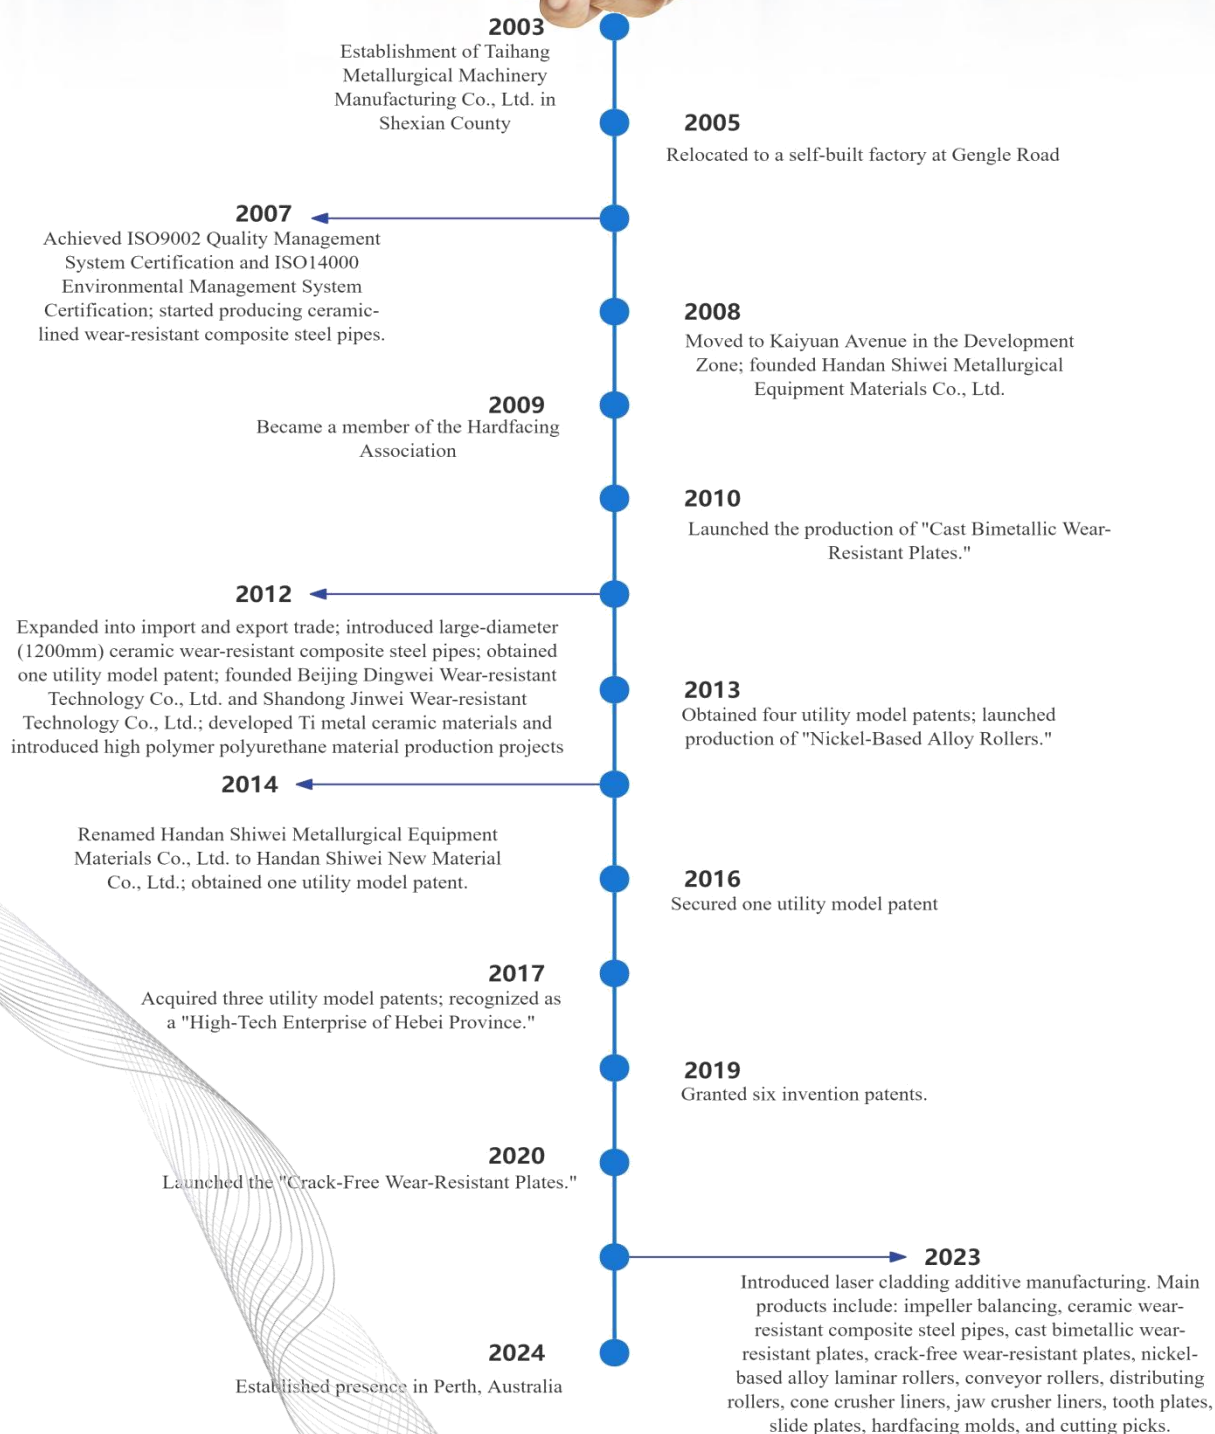 2003
Establishment of Taihang
Metallurgical Machinery
Manufacturing Co., Ltd. in
Shexian County
2005
Relocated to a self-built factory at Gengle Road
2007
Achieved ISO9002 Quality Management
System Certification and ISO14000
Environmental Management System
Certification; started producing ceramic-
lined wear-resistant composite steel pipes.
2008
Moved to Kaiyuan Avenue in the Development
Zone; founded Handan Shiwei Metallurgical
Equipment Materials Co., Ltd.
2009
Became a member of the Hardfacing
Association
2010
Launched the production of "Cast Bimetallic Wear-
Resistant Plates."
2012
Expanded into import and export trade; introduced large-diameter
(1200mm) ceramic wear-resistant composite steel pipes; obtained
one utility model patent; founded Beijing Dingwei Wear-resistant
Technology Co., Ltd. and Shandong Jinwei Wear-resistant
Technology Co., Ltd.; developed Ti metal ceramic materials and
introduced high polymer polyurethane material production projects
2013
Obtained four utility model patents; launched
production of "Nickel-Based Alloy Rollers."
2014
Renamed Handan Shiwei Metallurgical Equipment
Materials Co., Ltd. to Handan Shiwei New Material
Co., Ltd.; obtained one utility model patent.
2016
Secured one utility model patent
2017
Acquired three utility model patents; recognized as
a "High-Tech Enterprise of Hebei Province."
2019
Granted six invention patents.
2020
Launched the "Crack-Free Wear-Resistant Plates."
2023
Introduced laser cladding additive manufacturing. Main
products include: impeller balancing, ceramic wear-
resistant composite steel pipes, cast bimetallic wear-
resistant plates, crack-free wear-resistant plates, nickel-
based alloy laminar rollers, conveyor rollers, distributing
rollers, cone crusher liners, jaw crusher liners, tooth plates,
slide plates, hardfacing molds, and cutting picks.
2024
Established presence in Perth, Australia